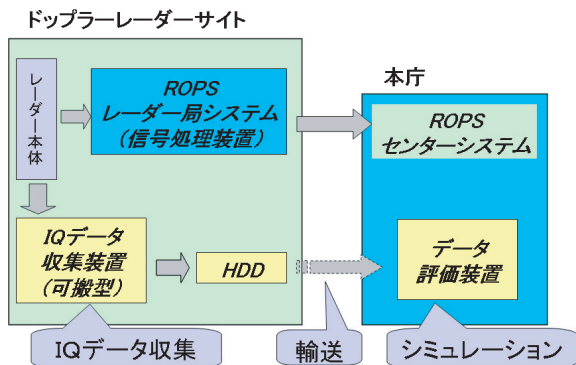 ドップラーレーダーサイト
レーダー本体
ROPS
レーダー局システム
(信号処理装置)
本庁
ROPS
センターシステム
IQデータ
収集装置
(可搬型)
HDD
データ
評価装置
IQデータ収集
輸送
シミュレーション